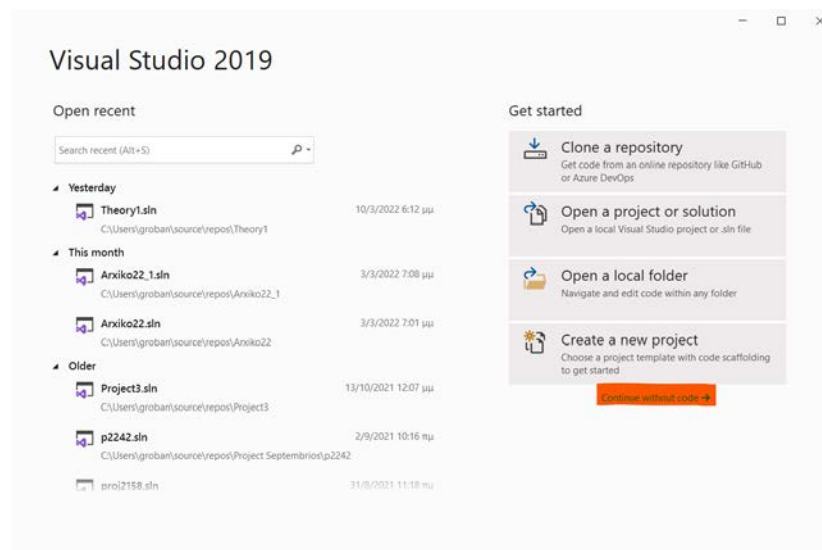 Visual Studio 2019
Open recent
Search recent (Alt+S)
Yesterday
Theory1.sln
10/3/2022 6:12 μμ
C:\Users\groban\source\repos\Theory1
This month
Arxiko22_1.sln
3/3/2022 7:08 μμ
C:\Users\groban\source\repos\Arxiko22_1
Arxiko22.sln
3/3/2022 7:01 μμ
C:\Users\groban\source\repos\Arxiko22
Older
Project3.sln
13/10/2021 12:07 μμ
C:\Users\groban\source\repos\Project3
p2242.sln
2/9/2021 10:16 πμ
C:\Users\groban\source\repos\Project Septembrios\p2242
proj2158.sln
31/8/2021 11:18 πμ
Get started
Clone a repository
Get code from an online repository like GitHub
or Azure DevOps
Open a project or solution
Open a local Visual Studio project or .sln file
Open a local folder
Navigate and edit code within any folder
Create a new project
Choose a project template with code scaffolding
to get started
Continue without code →